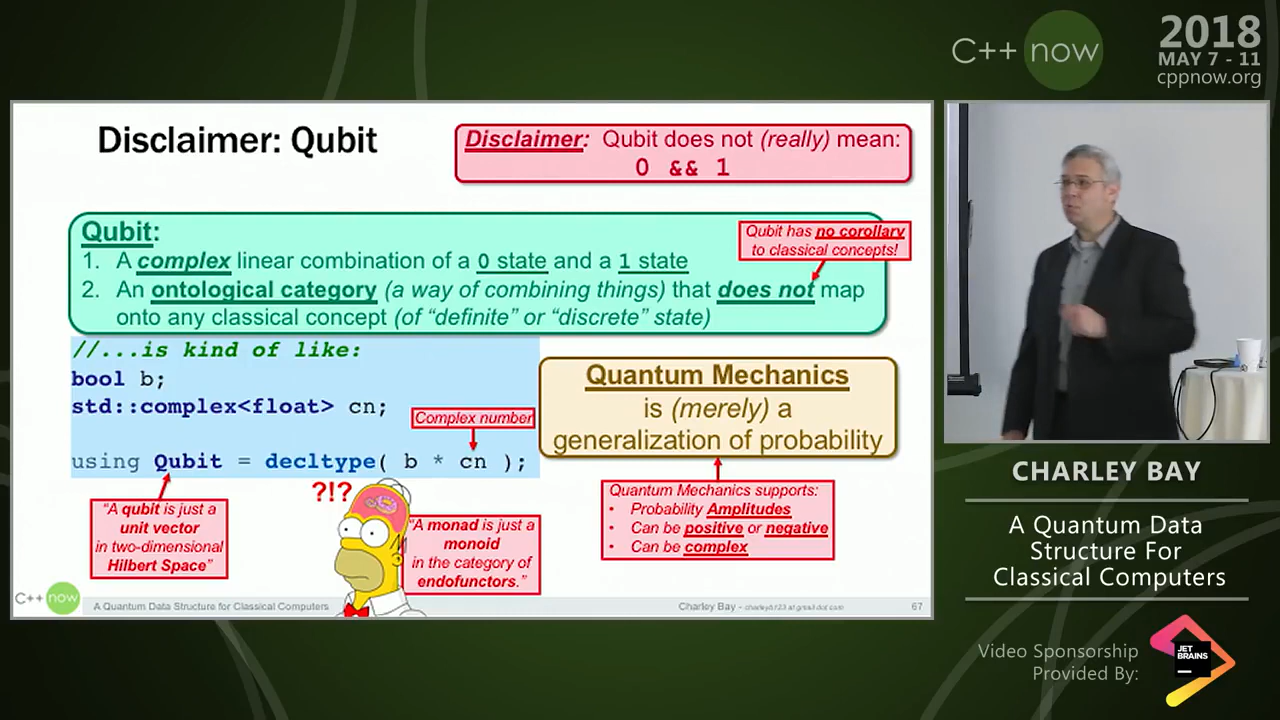 C++ now
2018
MAY 7 - 11
cppnow.org
Disclaimer: Qubit
Disclaimer: Qubit does not (really) mean:
0 && 1
Qubit:
Qubit has no corollary
to classical concepts!
1. A complex linear combination of a 0 state and a 1 state
2. An ontological category (a way of combining things) that does not map
onto any classical concept (of “definite” or “discrete” state)
//...is kind of like:
bool b;
std::complex<float> cn;
Complex number
using Qubit = decltype( b * cn );
?!?
Quantum Mechanics
is (merely) a
generalization of probability
“A qubit is just a
unit vector
in two-dimensional
Hilbert Space”
“A monad is just a
monoid
in the category of
endofunctors.”
Quantum Mechanics supports:
• Probability Amplitudes
• Can be positive or negative
• Can be complex
C++ now
A Quantum Data Structure for Classical Computers
Charley Bay - charleyb123 at gmail dot com
67
CHARLEY BAY
A Quantum Data
Structure For
Classical Computers
Video Sponsorship
Provided By:
JET
BRAINS